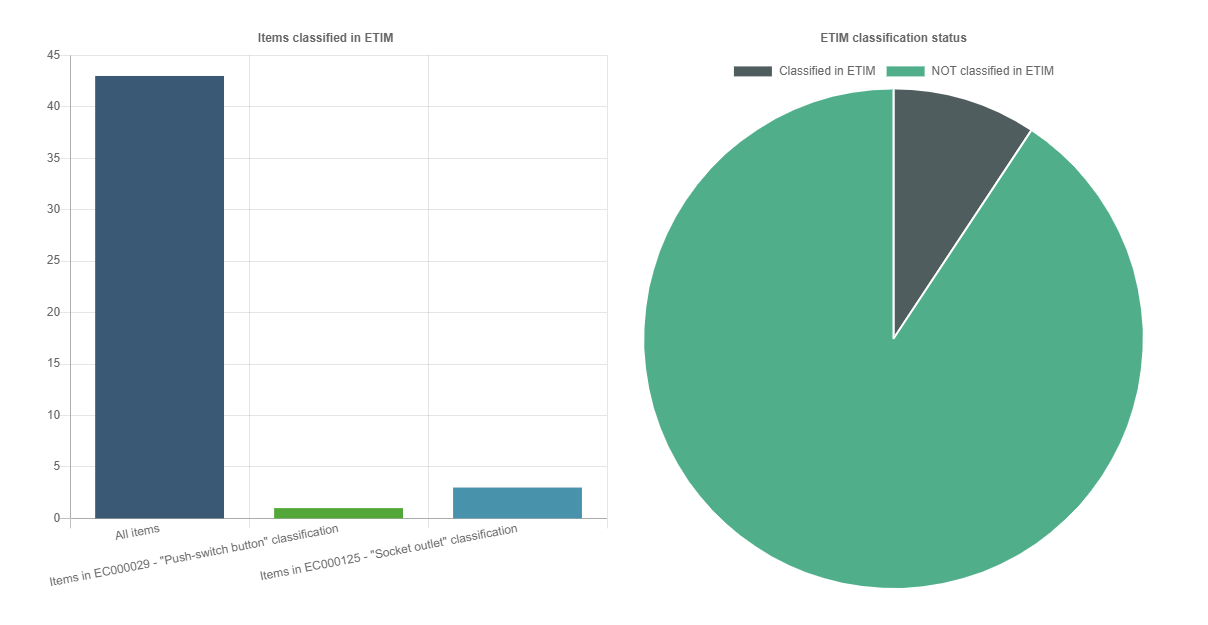 Items classified in ETIM
45
40
35
30
25
20
15
10
5
0
All items
Items in EC000029 - "Push-switch button" classification
Items in EC000125 - "Socket outlet" classification
ETIM classification status
Classified in ETIM
NOT classified in ETIM